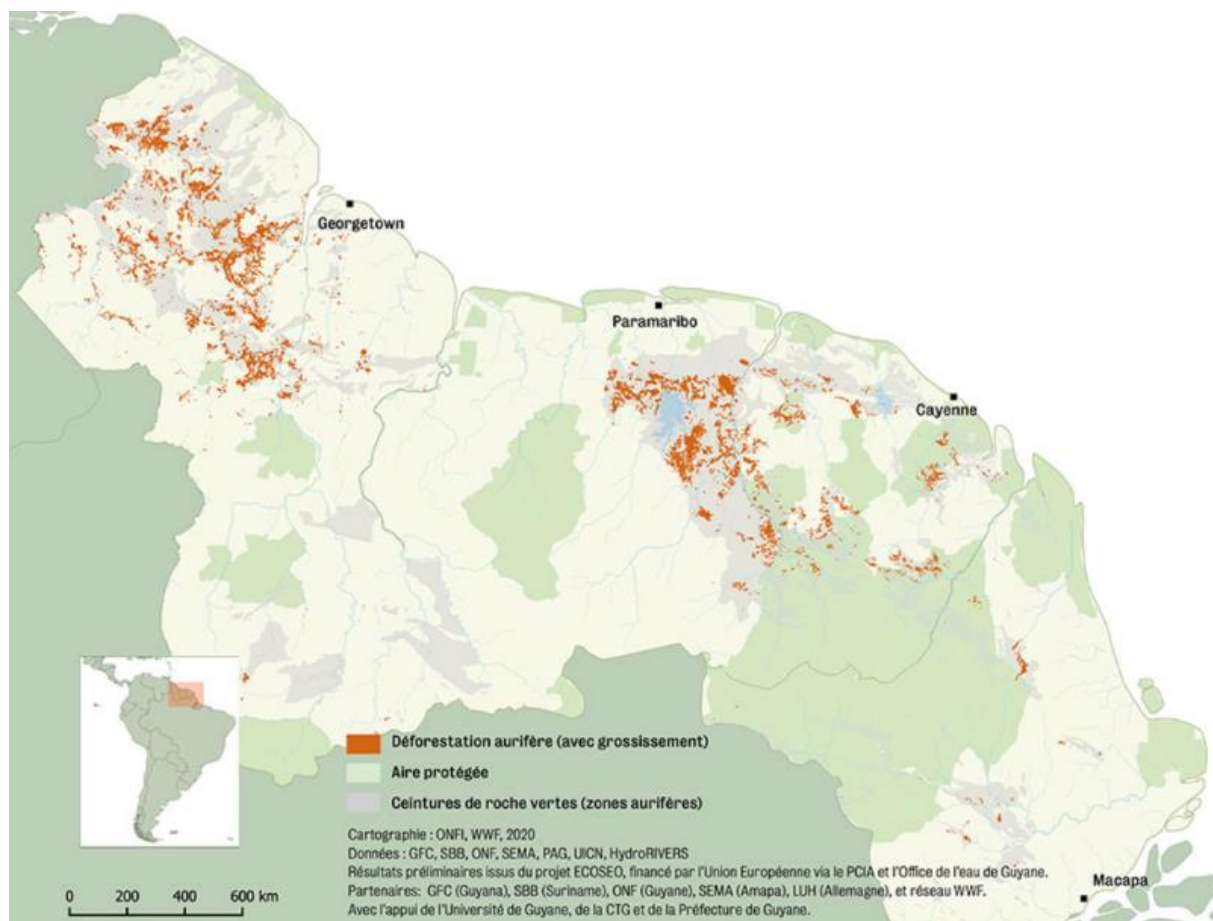 Georgetown
Paramaribo
Cayenne
Déforestation aurifère (avec grossissement)
Aire protégée
Ceintures de roche vertes (zones aurifères)
Cartographie : ONFI, WWF, 2020
Données : GFC, SBB, ONF, SEMA, PAG, UICN, HydroRIVERS
Résultats préliminaires issus du projet ECOSEO, financé par l'Union Européenne via le PCIA et l'Office de l'eau de Guyane.
Partenaires: GFC (Guyana), SBB (Suriname), ONF (Guyane), SEMA (Amapa), LUH (Allemagne), et réseau WWF.
Avec l'appui de l'Université de Guyane, de la CTG et de la Préfecture de Guyane.
Macapa
0 200 400 600 km